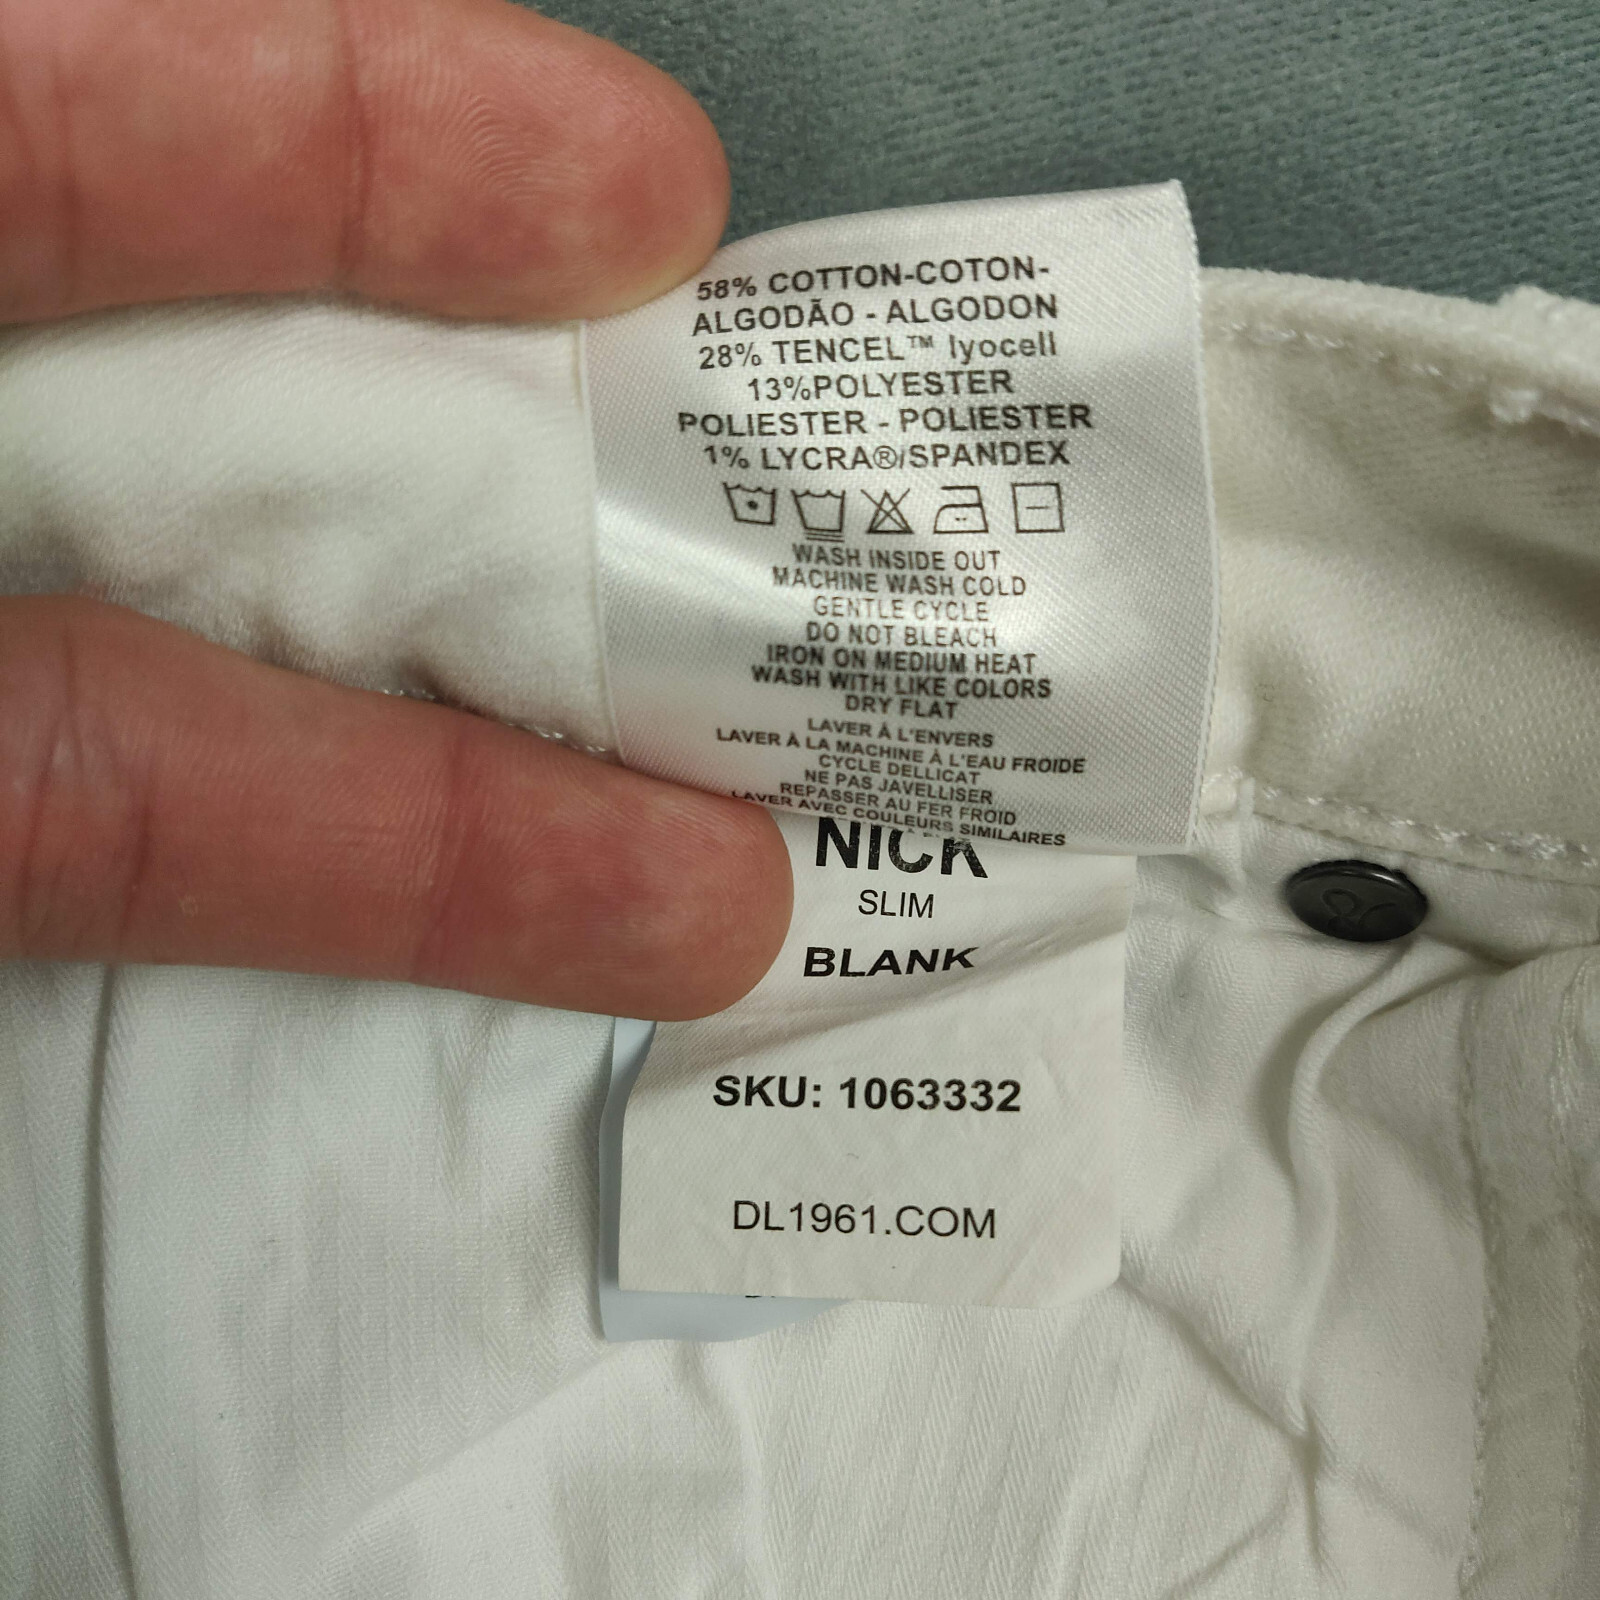 58% COTTON-COTON-
ALGODÃO - ALGODON
28% TENCEL™ lyocell
13%POLYESTER
POLIESTER - POLIESTER
1% LYCRA®/SPANDEX
WASH INSIDE OUT
MACHINE WASH COLD
GENTLE CYCLE
DO NOT BLEACH
IRON ON MEDIUM HEAT
WASH WITH LIKE COLORS
DRY FLAT
LAVER À L'ENVERS
LAVER À LA MACHINE À L'EAU FROIDE
CYCLE DELLICAT
NE PAS JAVELLISER
REPASSER AU FER FROID
LAVER AVEC COULEURS SIMILAIRES
NICK
SLIM
BLANK
SKU: 1063332
DL1961.COM